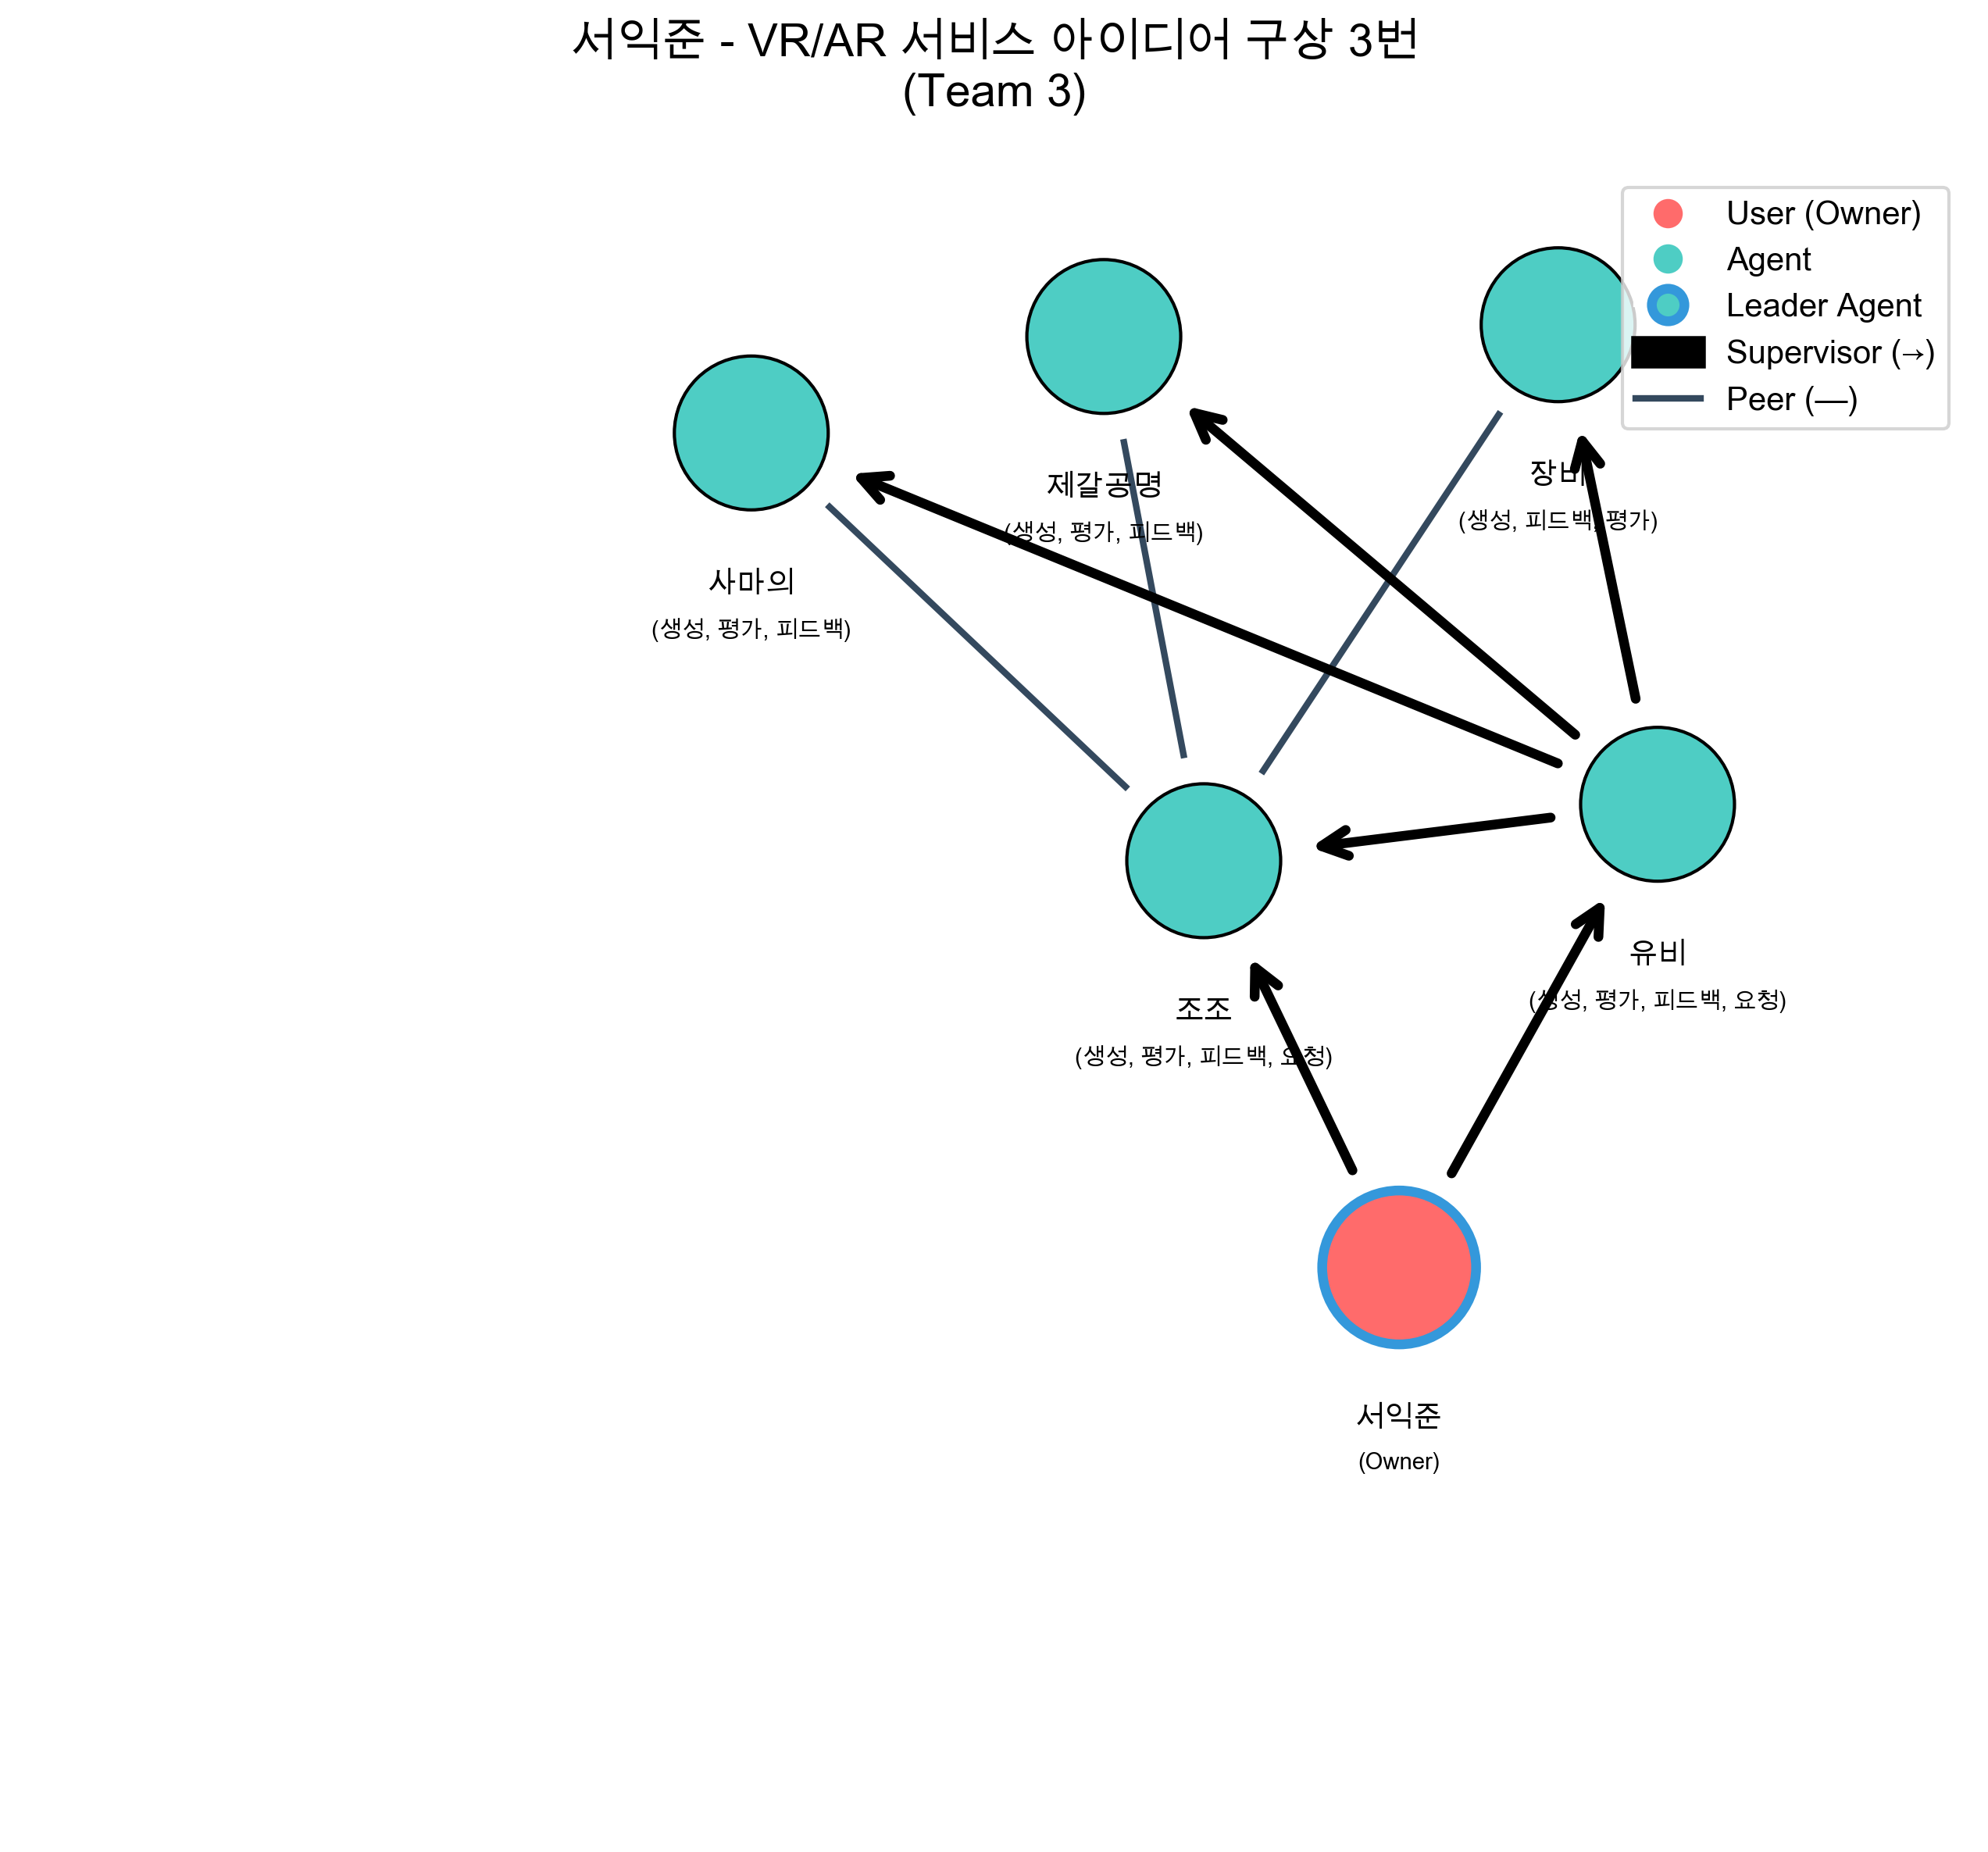 서익준 - VR/AR 서비스 아이디어 구상 3번
(Team 3)
User (Owner)
Agent
Leader Agent
Supervisor (→)
Peer (—)
제갈공명
(생성, 평가, 피드백)
장비
(생성, 피드백, 평가)
사마의
(생성, 평가, 피드백)
유비
(생성, 평가, 피드백, 요청)
조조
(생성, 평가, 피드백, 요청)
서익준
(Owner)